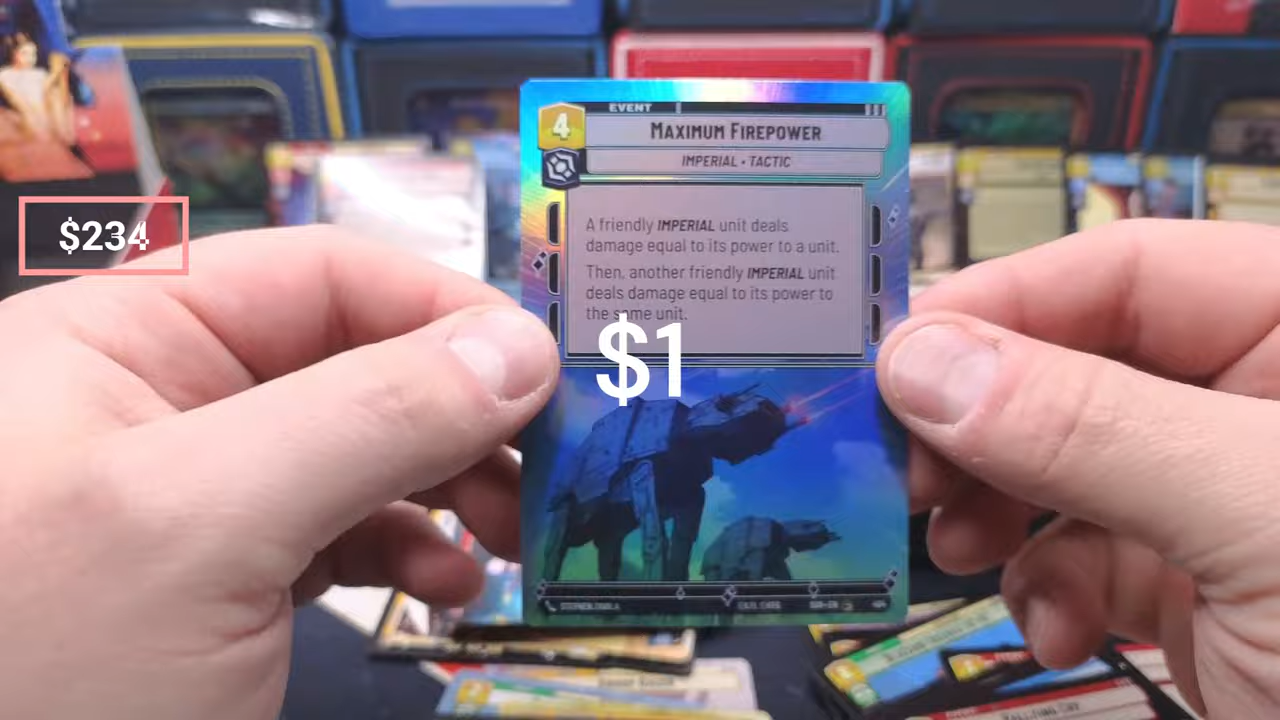 EVENT
4
MAXIMUM FIREPOWER
IMPERIAL • TACTIC
$234
A friendly IMPERIAL unit deals
damage equal to its power to a unit.
Then, another friendly IMPERIAL unit
deals damage equal to its power to
the same unit.
$1